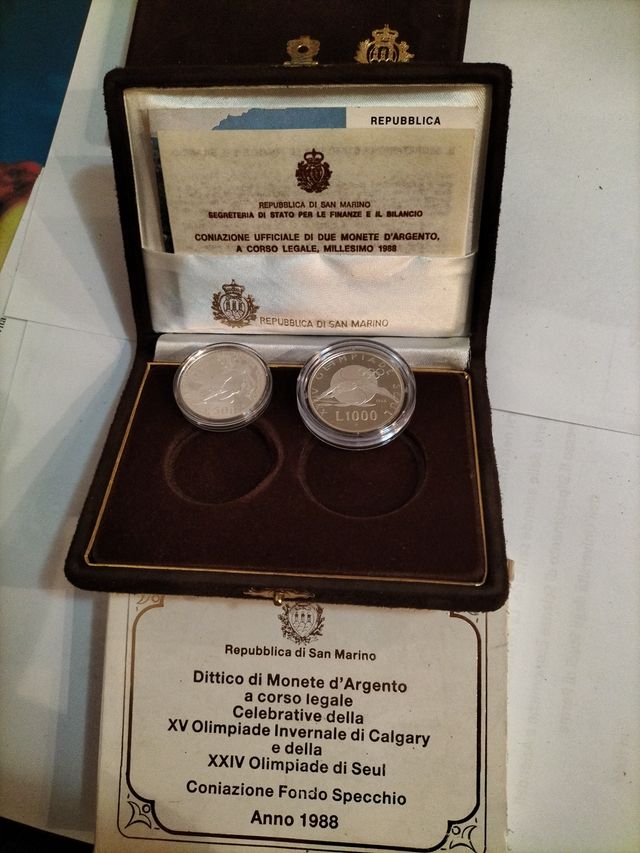 REPUBBLICA
REPUBBLICA DI SAN MARINO
SEGRETERIA DI STATO PER LE FINANZE E IL BILANCIO
CONIAZIONE UFFICIALE DI DUE MONETE D'ARGENTO,
A CORSO LEGALE, MILLESIMO 1988
REPUBBLICA DI SAN MARINO
L.1000
Repubblica di San Marino
Dittico di Monete d'Argento
a corso legale
Celebrative della
XV Olimpiade Invernale di Calgary
e della
XXIV Olimpiade di Seul
Coniazione Fondo Specchio
Anno 1988